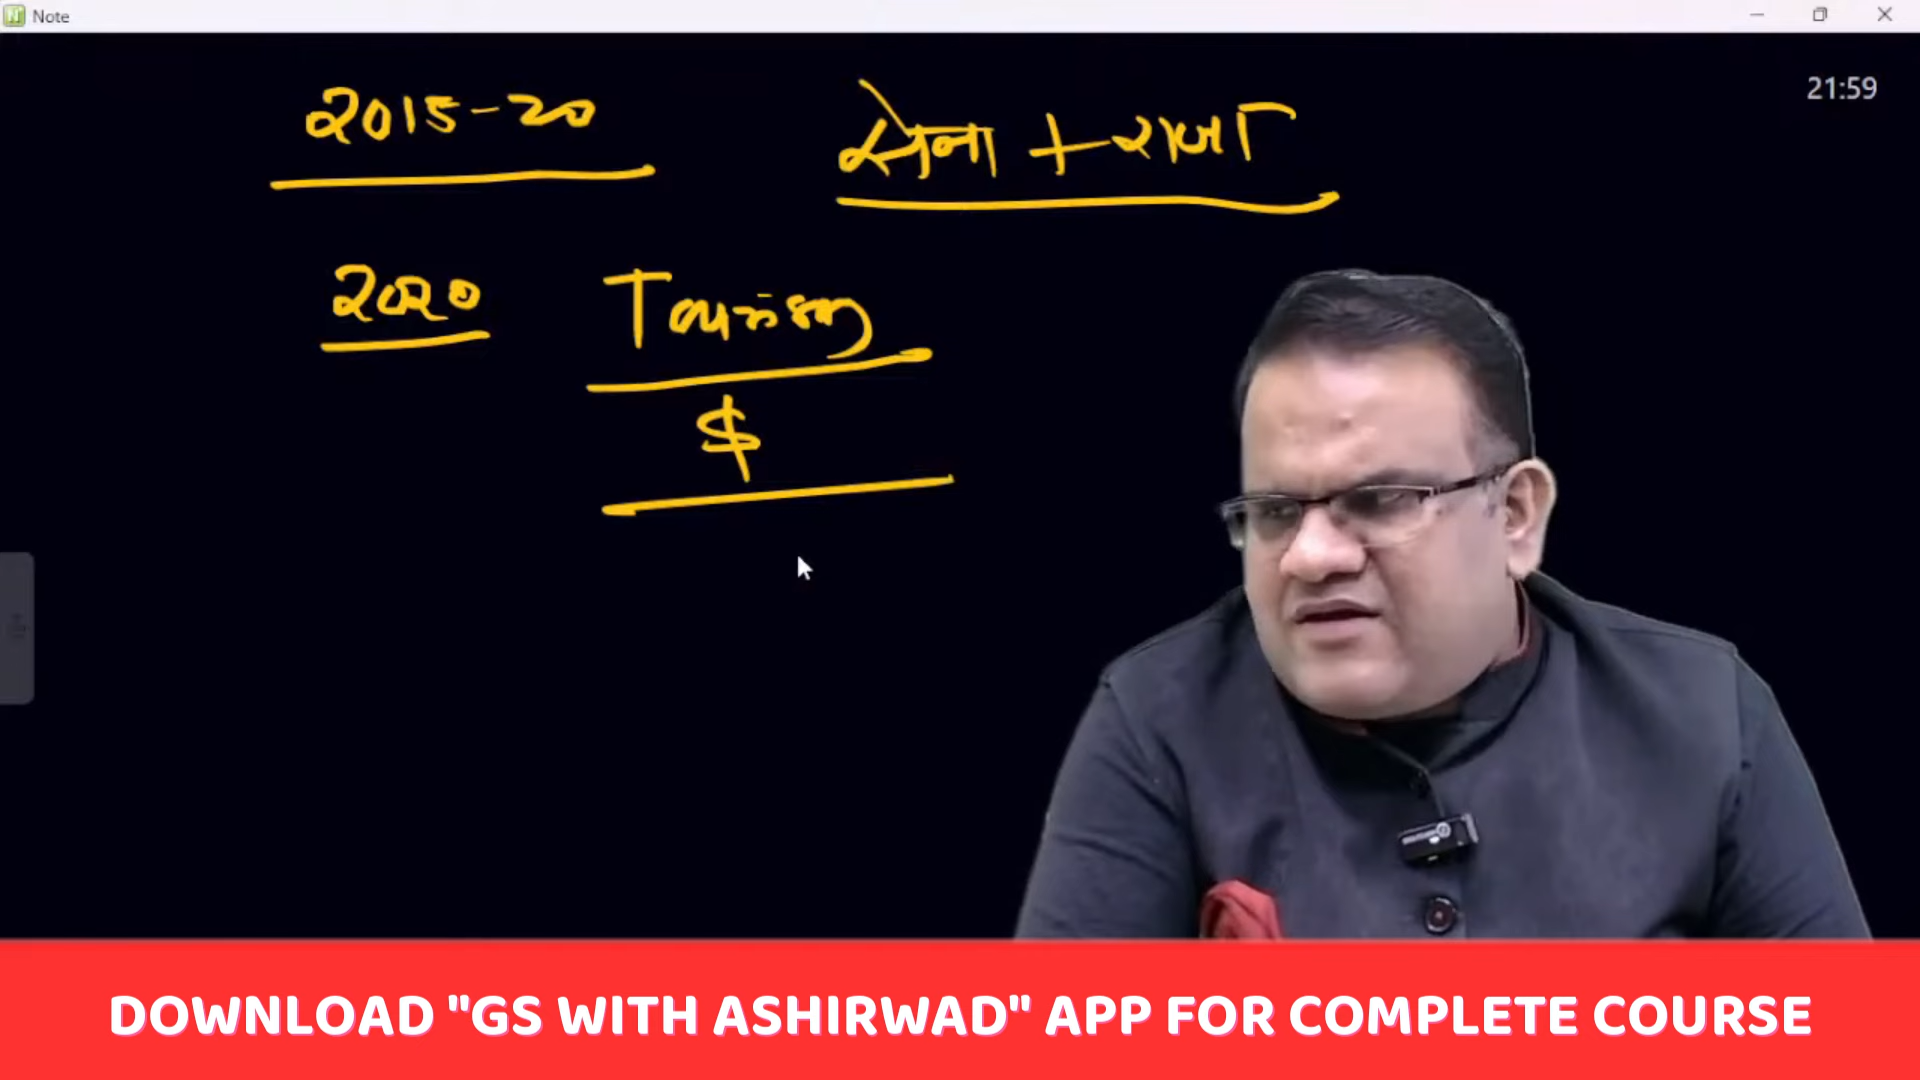 Note
21:59
2015-20
सेना + राजा
2020 Tourism
$
DOWNLOAD "GS WITH ASHIRWAD" APP FOR COMPLETE COURSE